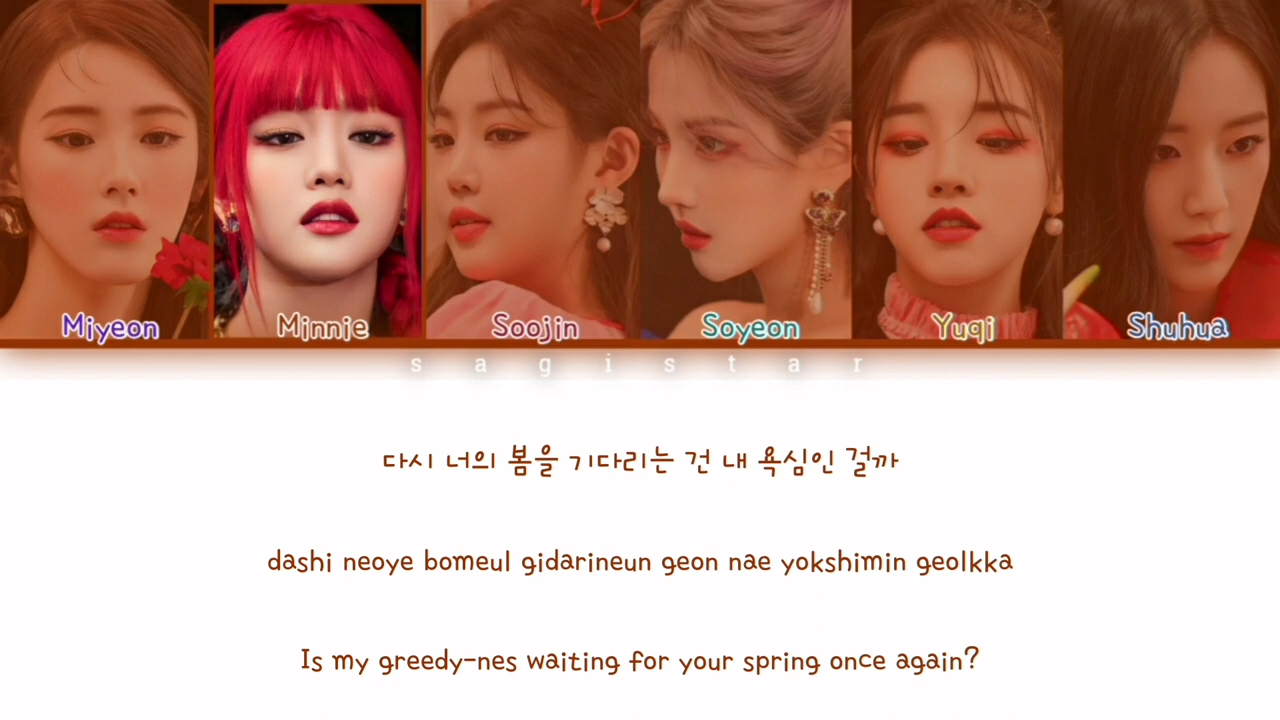 Miyeon Minnie Soojin Soyeon Yuqi Shuhua
sagistar
다시 너의 봄을 기다리는 건 내 욕심인 걸까
dashi neoye bomeul gidarineun geon nae yokshimin geolkka
Is my greedy-nes waiting for your spring once again?